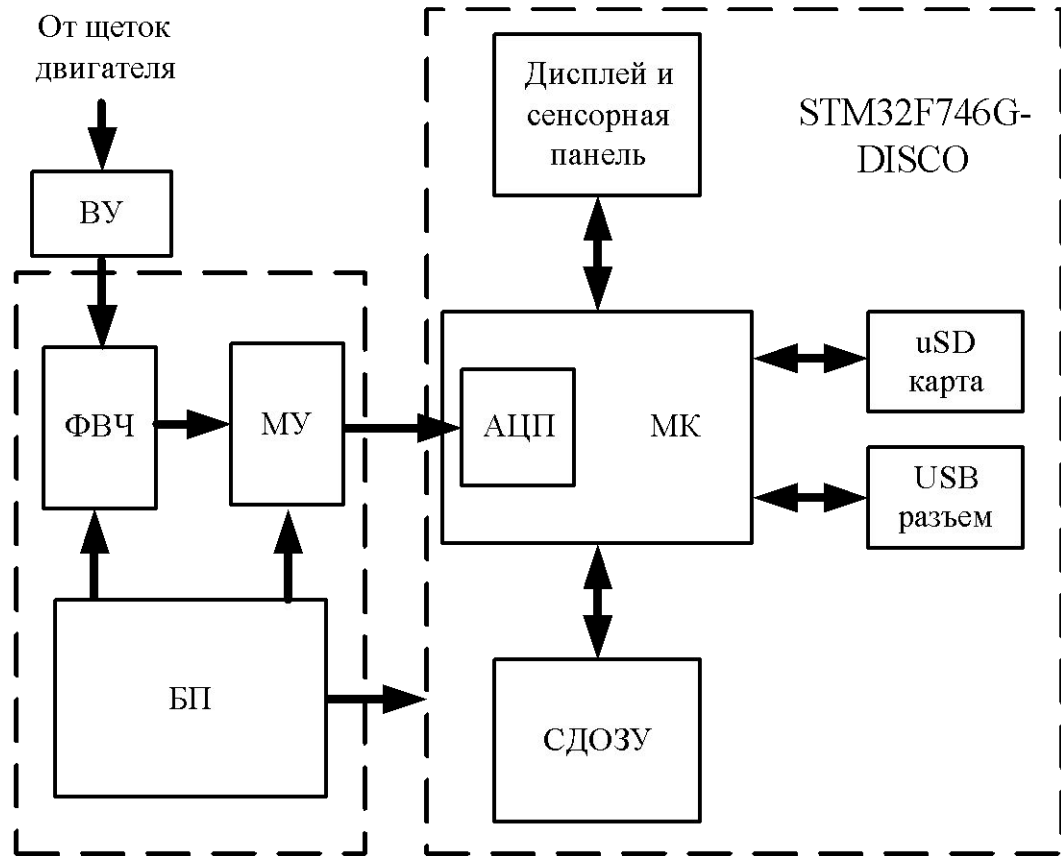 От щеток
двигателя
ВУ
ФВЧ
МУ
БП
Дисплей и
сенсорная
панель
STM32F746G-
DISCO
АЦП
МК
uSD
карта
USB
разъем
СДОЗУ